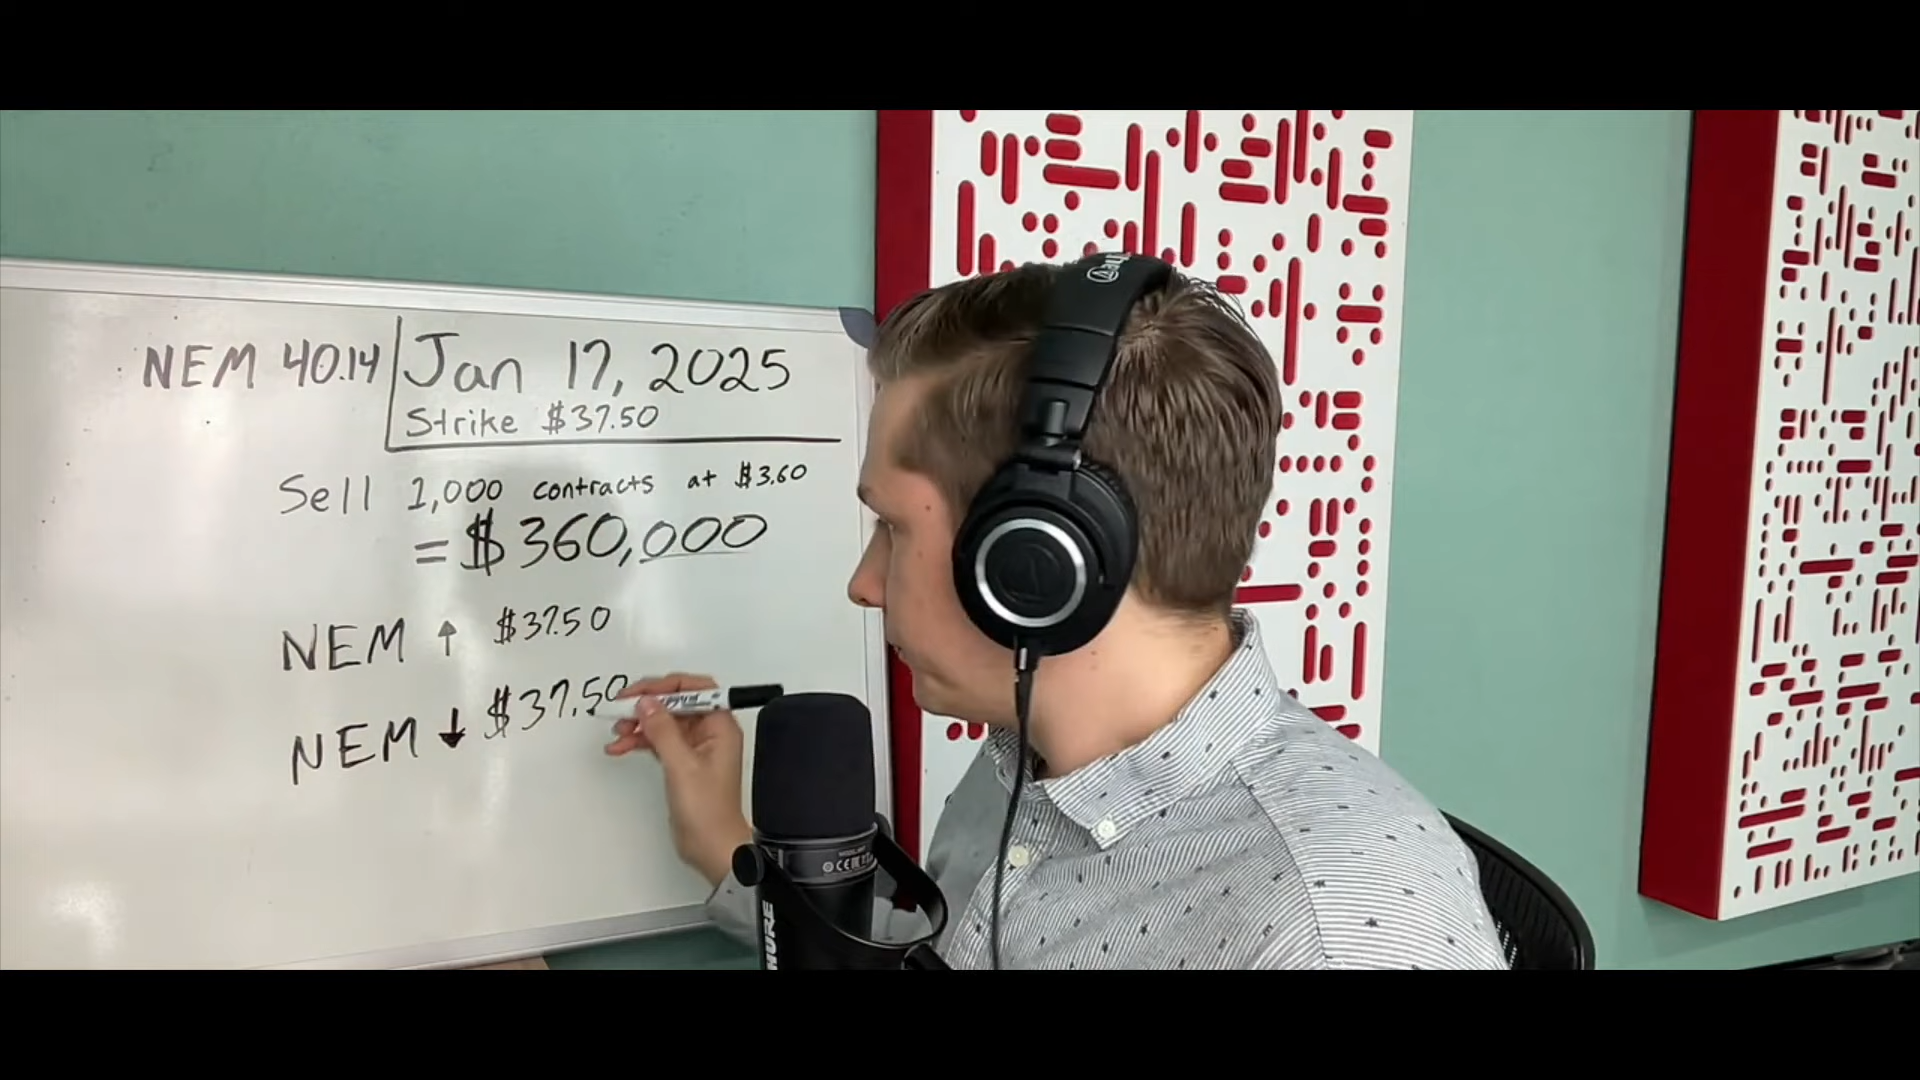 NEM 40.14
Jan 17, 2025
Strike $37.50
Sell 1,000 contracts at $3.60
= $360,000
NEM ↑ $37.50
NEM ↓ $37.50
CE